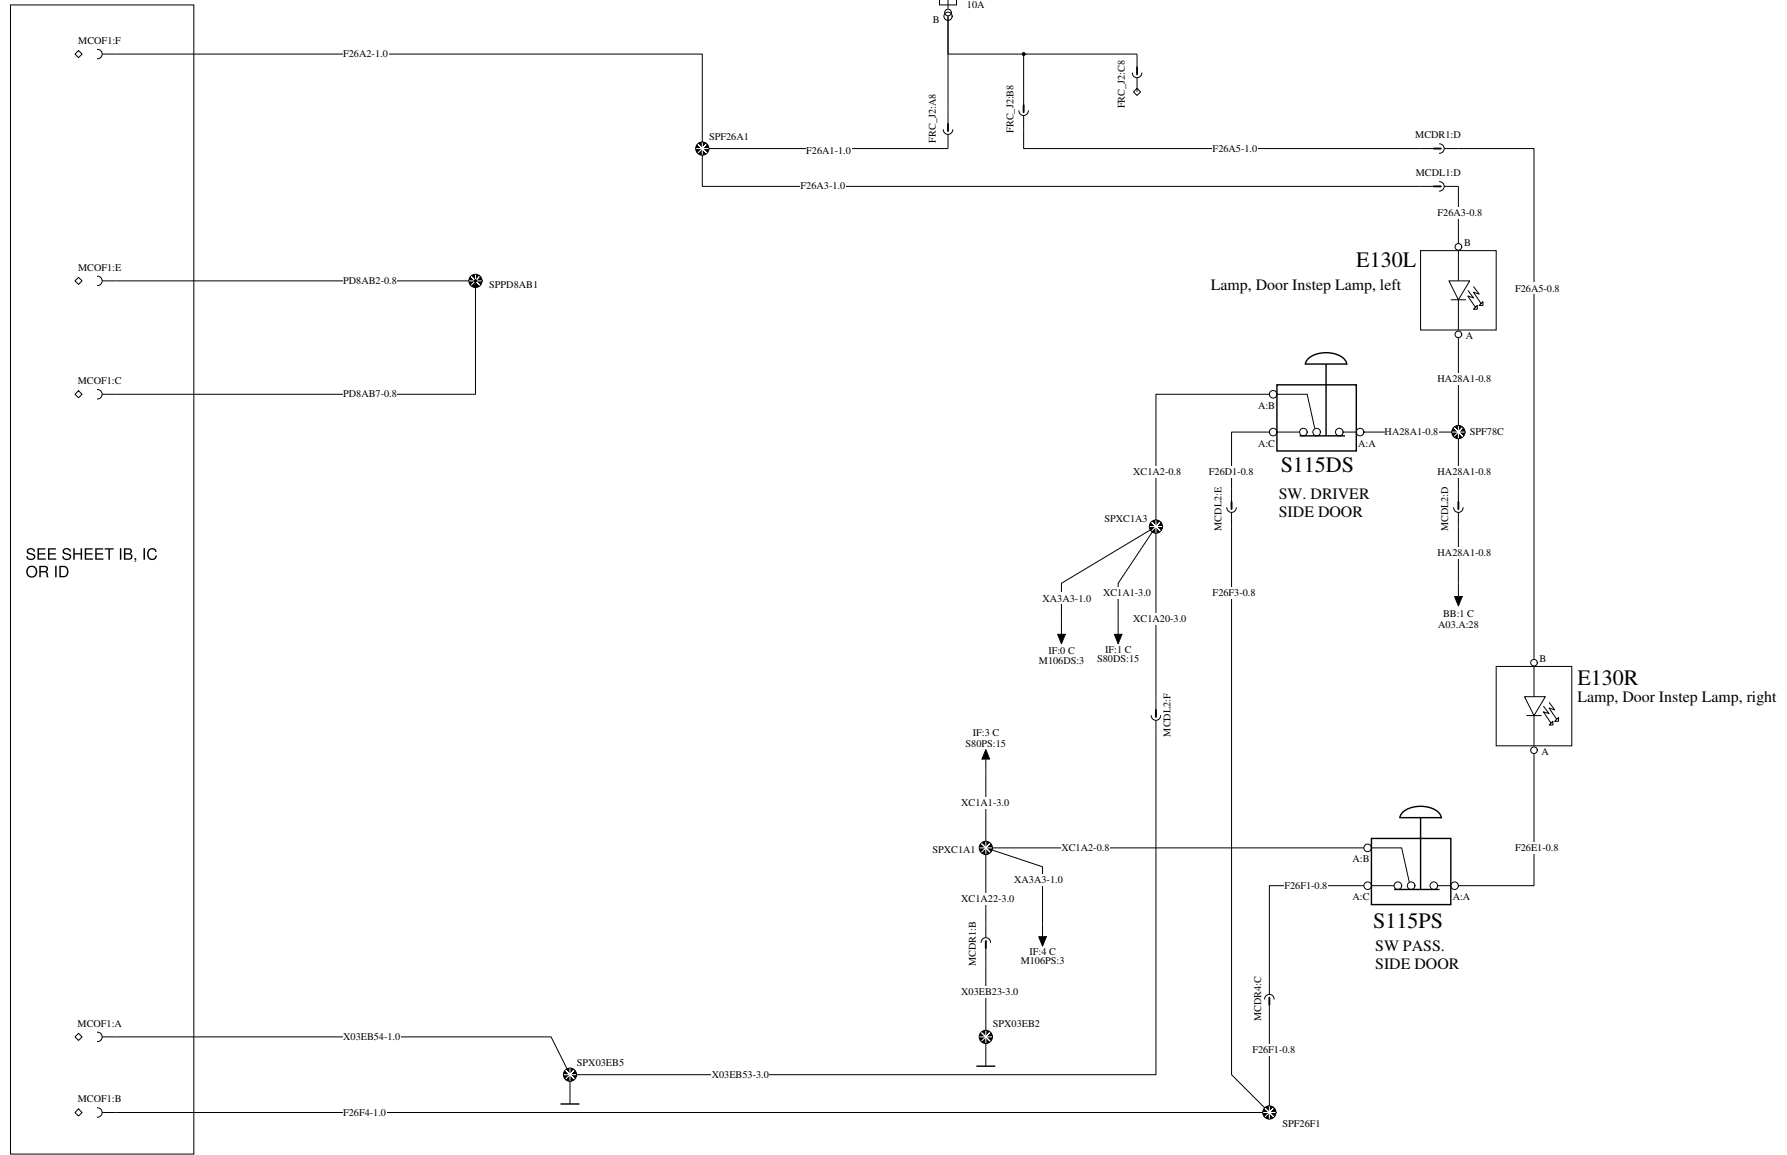 10A
B
MCOF1:F
F26A2-1.0
FRC_J2:A8
FRC_J2:B8
FRC_J2:C8
SPF26A1
F26A1-1.0
F26A5-1.0
MCDR1:D
F26A3-1.0
MCDL1:D
F26A3-0.8
B
E130L
Lamp, Door Instep Lamp, left
F26A5-0.8
A
MCOF1:E
PD8AB2-0.8
SPPD8AB1
MCOF1:C
PD8AB7-0.8
HA28A1-0.8
A:B
A:C
A:A
HA28A1-0.8
SPF78C
S115DS
SW. DRIVER
SIDE DOOR
XC1A2-0.8
F26D1-0.8
HA28A1-0.8
MCDL2:E
MCDL2:D
SPXC1A3
HA28A1-0.8
SEE SHEET IB, IC
OR ID
XA3A3-1.0
XC1A1-3.0
F26F3-0.8
XC1A20-3.0
BB:1 C
A03.A:28
IF:0 C
M106DS:3
IF:1 C
S80DS:15
B
E130R
Lamp, Door Instep Lamp, right
MCDL2:F
A
IF:3 C
S80PS:15
XC1A1-3.0
SPXC1A1
XC1A2-0.8
A:B
F26E1-0.8
XA3A3-1.0
F26F1-0.8
A:C
A:A
XC1A22-3.0
S115PS
SW PASS.
SIDE DOOR
MCDR1:B
IF:4 C
M106PS:3
X03EB23-3.0
MCDR4:C
SPX03EB2
MCOF1:A
X03EB54-1.0
F26F1-0.8
SPX03EB5
X03EB53-3.0
MCOF1:B
F26F4-1.0
SPF26F1